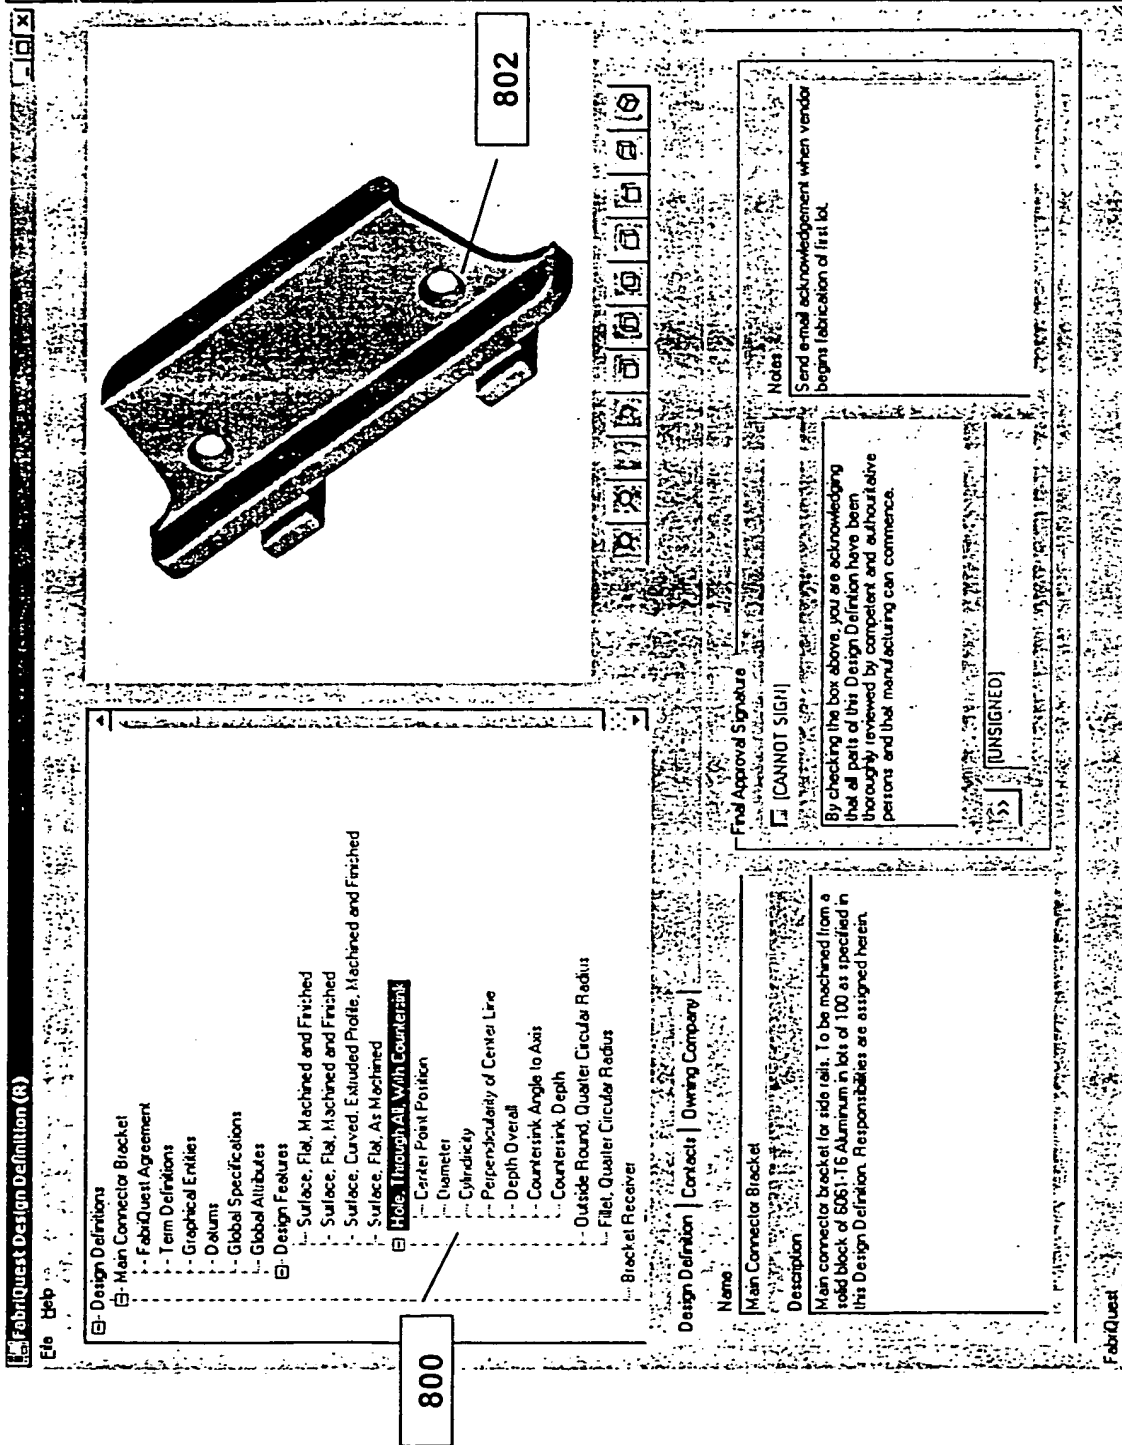 FabriQuest Design Definition (R)
File Help
Design Definitions
Main Connector Bracket
FabriQuest Agreement
Term Definitions
Graphical Entities
Datums
Global Specifications
Global Attributes
Design Features
Surface, Flat, Machined and Finished
Surface, Flat, Machined and Finished
Surface, Curved, Extruded Profile, Machined and Finished
Surface, Flat, As Machined
Hole, Through All, With Countersink
Center Point Position
Diameter
Cylindricity
Perpendicularity of Center Line
Depth Overall
Countersink Angle to Axis
Countersink Depth
Outside Round, Quarter Circular Radius
Fillet, Quarter Circular Radius
Bracket Receiver
800
802
Design Definition Contacts Owning Company
Name:
Main Connector Bracket
Description
Main connector bracket for side rails. To be machined from a
solid block of 6061-T6 Aluminum in lots of 100 as specified in
this Design Definition. Responsibilities are assigned herein.
Final Approval Signature
[CANNOT SIGN]
By checking the box above, you are acknowledging
that all parts of this Design Defintion have been
thoroughly reviewed by competent and authouritative
persons and that manufacturing can commence.
>>
[UNSIGNED]
Notes
Send e-mail acknowledgement when vendor
begins fabrication of first lot.
FabriQuest